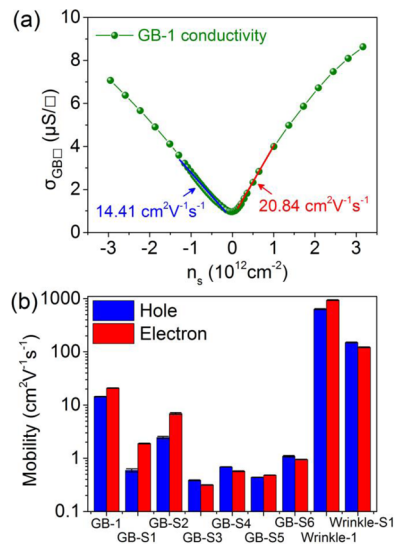 (a)
GB-1 conductivity
σGB□ (μS/□)
8
6
4
2
0
14.41 cm²V⁻¹s⁻¹
20.84 cm²V⁻¹s⁻¹
-3 -2 -1 0 1 2 3
nₛ (10¹²cm⁻²)
(b)
Hole
Electron
Mobility (cm²V⁻¹s⁻¹)
1000
100
10
1
0.1
GB-1 GB-S2 GB-S4 GB-S6 Wrinkle-S1
GB-S1 GB-S3 GB-S5 Wrinkle-1